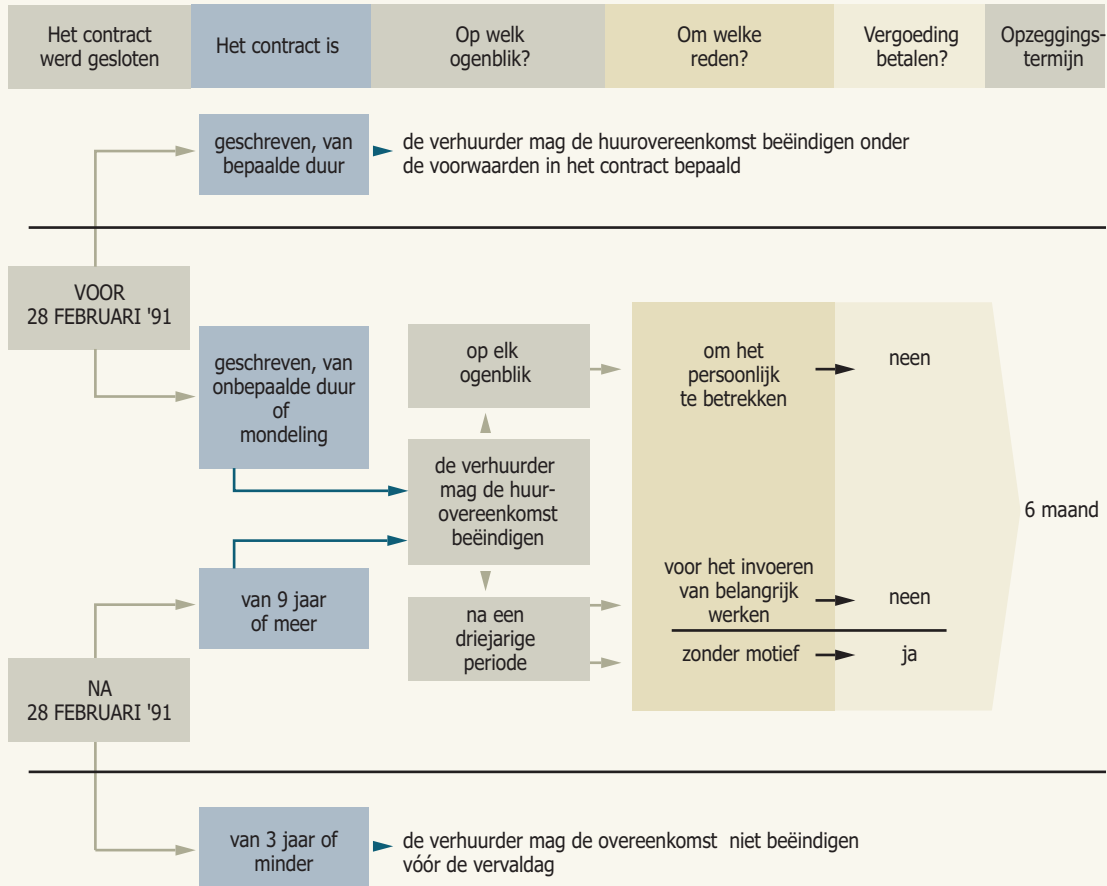 Het contract
werd gesloten
Het contract is
Op welk
ogenblik?
Om welke
reden?
Vergoeding
betalen?
Opzeggings-
termijn
geschreven, van
bepaalde duur
de verhuurder mag de huurovereenkomst beëindigen onder
de voorwaarden in het contract bepaald
VOOR
28 FEBRUARI '91
geschreven, van
onbepaalde duur
of
mondeling
op elk
ogenblik
om het
persoonlijk
te betrekken
neen
de verhuurder
mag de huur-
overeenkomst
beëindigen
6 maand
van 9 jaar
of meer
na een
driejarige
periode
voor het invoeren
van belangrijk
werken
neen
zonder motief
ja
NA
28 FEBRUARI '91
van 3 jaar of
minder
de verhuurder mag de overeenkomst niet beëindigen
vóór de vervaldag